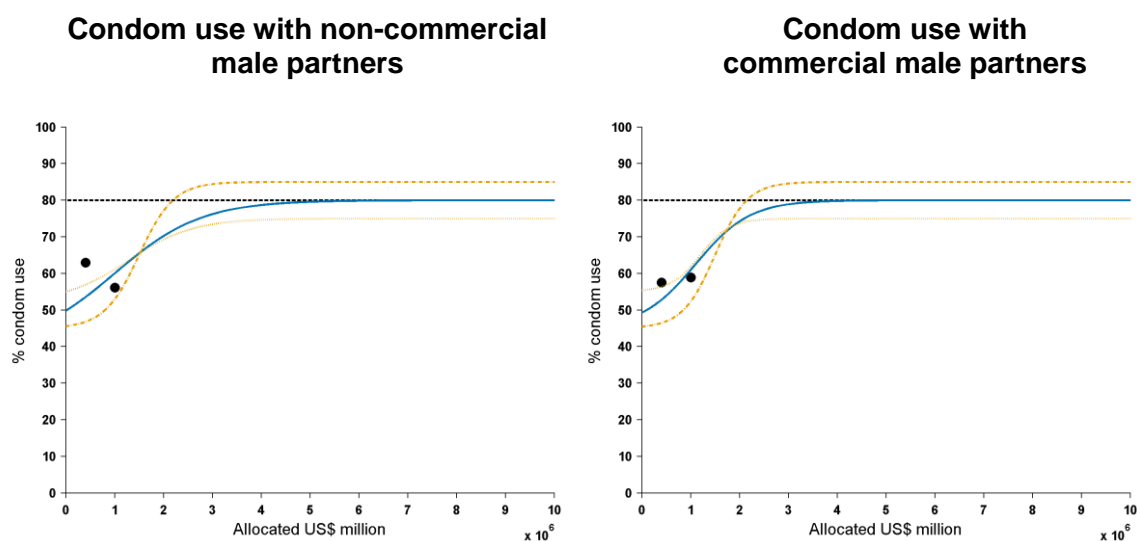 Condom use with non-commercial
male partners
100
90
80
70
60
50
40
30
20
10
0
% condom use
0 1 2 3 4 5 6 7 8 9 10
Allocated US$ million
x 10^6
Condom use with
commercial male partners
100
90
80
70
60
50
40
30
20
10
0
% condom use
0 1 2 3 4 5 6 7 8 9 10
Allocated US$ million
x 10^6